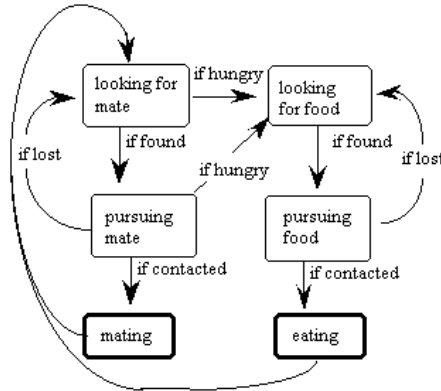 looking for
mate
if hungry
looking
for food
if lost
if found
if hungry
if found
if lost
pursuing
mate
pursuing
food
if contacted
if contacted
mating
eating